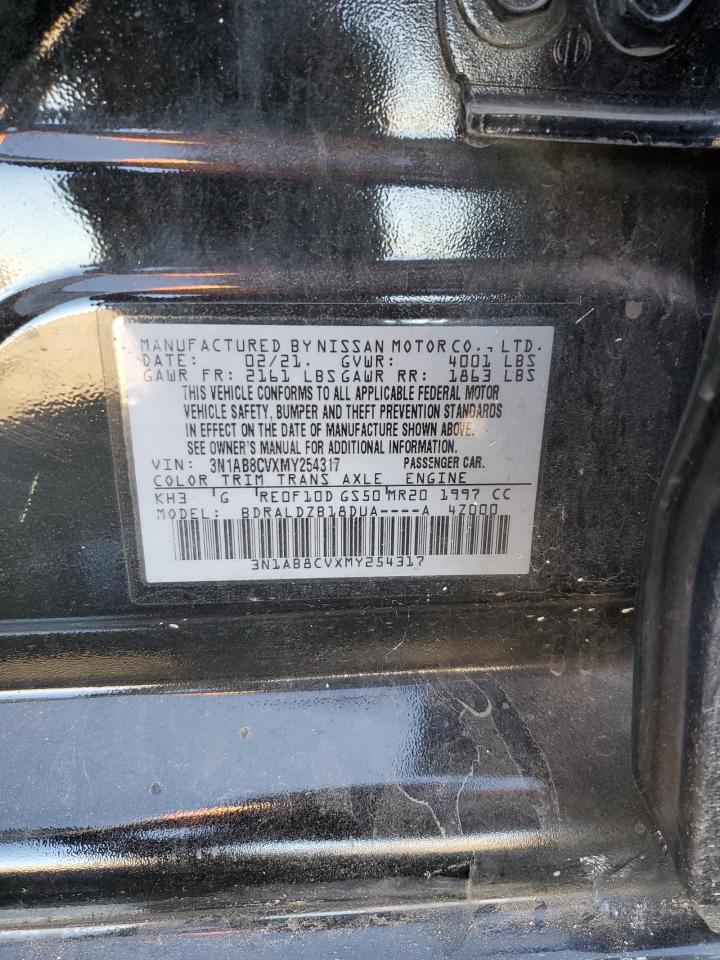 MANUFACTURED BY NISSAN MOTOR CO., LTD.
DATE: 02/21. GVWR: 4001 LBS
GAWR FR: 2161 LBS GAWR RR: 1863 LBS
THIS VEHICLE CONFORMS TO ALL APPLICABLE FEDERAL MOTOR
VEHICLE SAFETY, BUMPER AND THEFT PREVENTION STANDARDS
IN EFFECT ON THE DATE OF MANUFACTURE SHOWN ABOVE.
SEE OWNER'S MANUAL FOR ADDITIONAL INFORMATION.
VIN: 3N1AB8CVXMY254317 PASSENGER CAR.
COLOR TRIM TRANS AXLE ENGINE
KH3 'G RE0F10D GS50 MR20 1997 CC
MODEL: BDRALDZB18DUA----A 4Z000
3N1AB8CVXMY254317